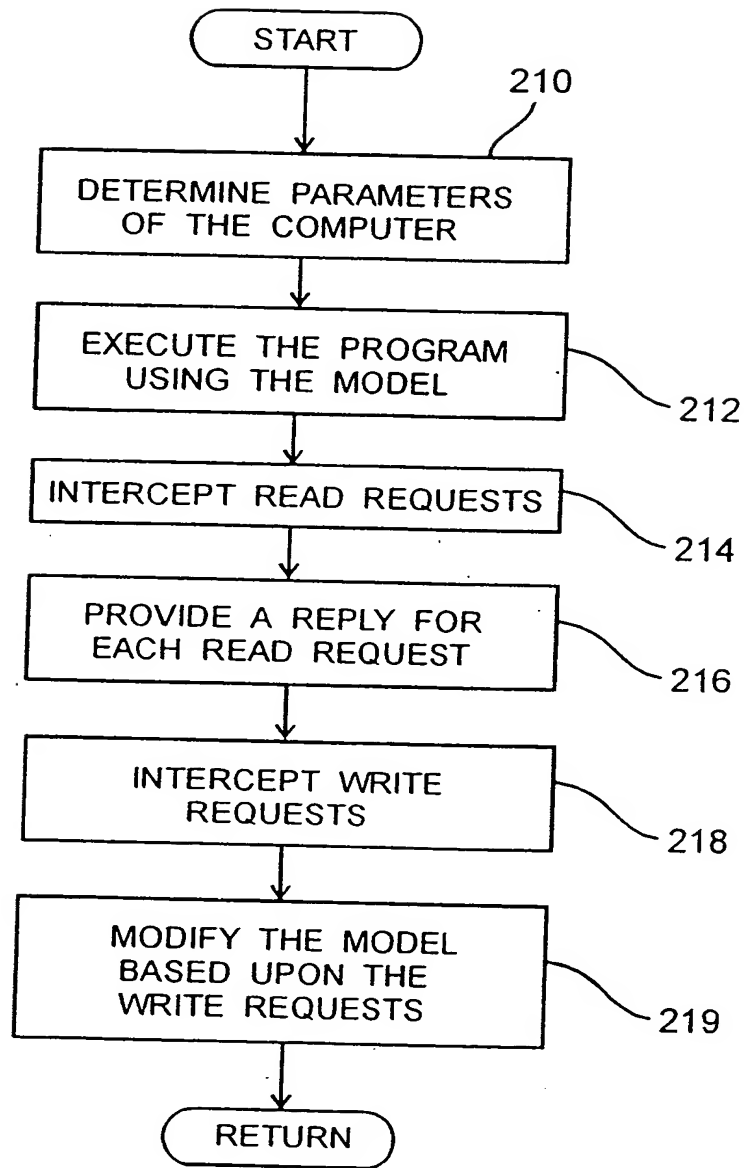 START
210
DETERMINE PARAMETERS
OF THE COMPUTER
EXECUTE THE PROGRAM
USING THE MODEL
212
INTERCEPT READ REQUESTS
214
PROVIDE A REPLY FOR
EACH READ REQUEST
216
INTERCEPT WRITE
REQUESTS
218
MODIFY THE MODEL
BASED UPON THE
WRITE REQUESTS
219
RETURN